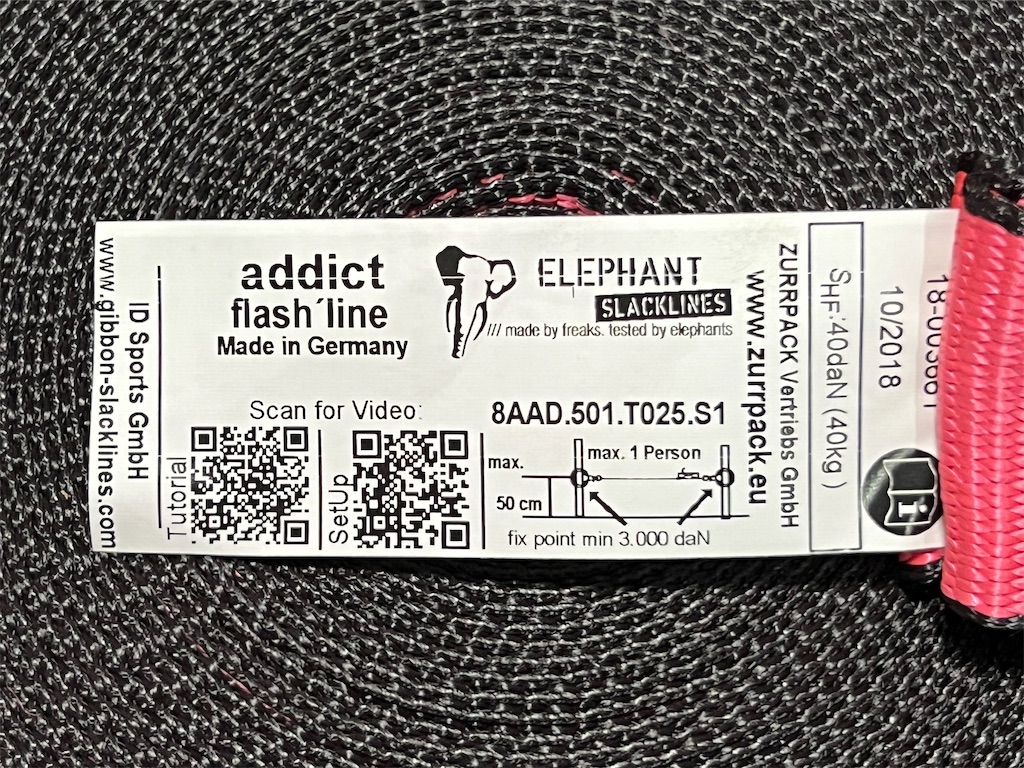 www.gibbon-slacklines.com
ID Sports GmbH
addict
flash´line
Made in Germany
ELEPHANT
SLACKLINES
/// made by freaks. tested by elephants
Scan for Video:
Tutorial
SetUp
8AAD.501.T025.S1
max.
50 cm
max. 1 Person
fix point min 3.000 daN
www.zurrpack.eu
ZURRPACK Vertriebs GmbH
SHF:40daN (40kg)
10/2018
i